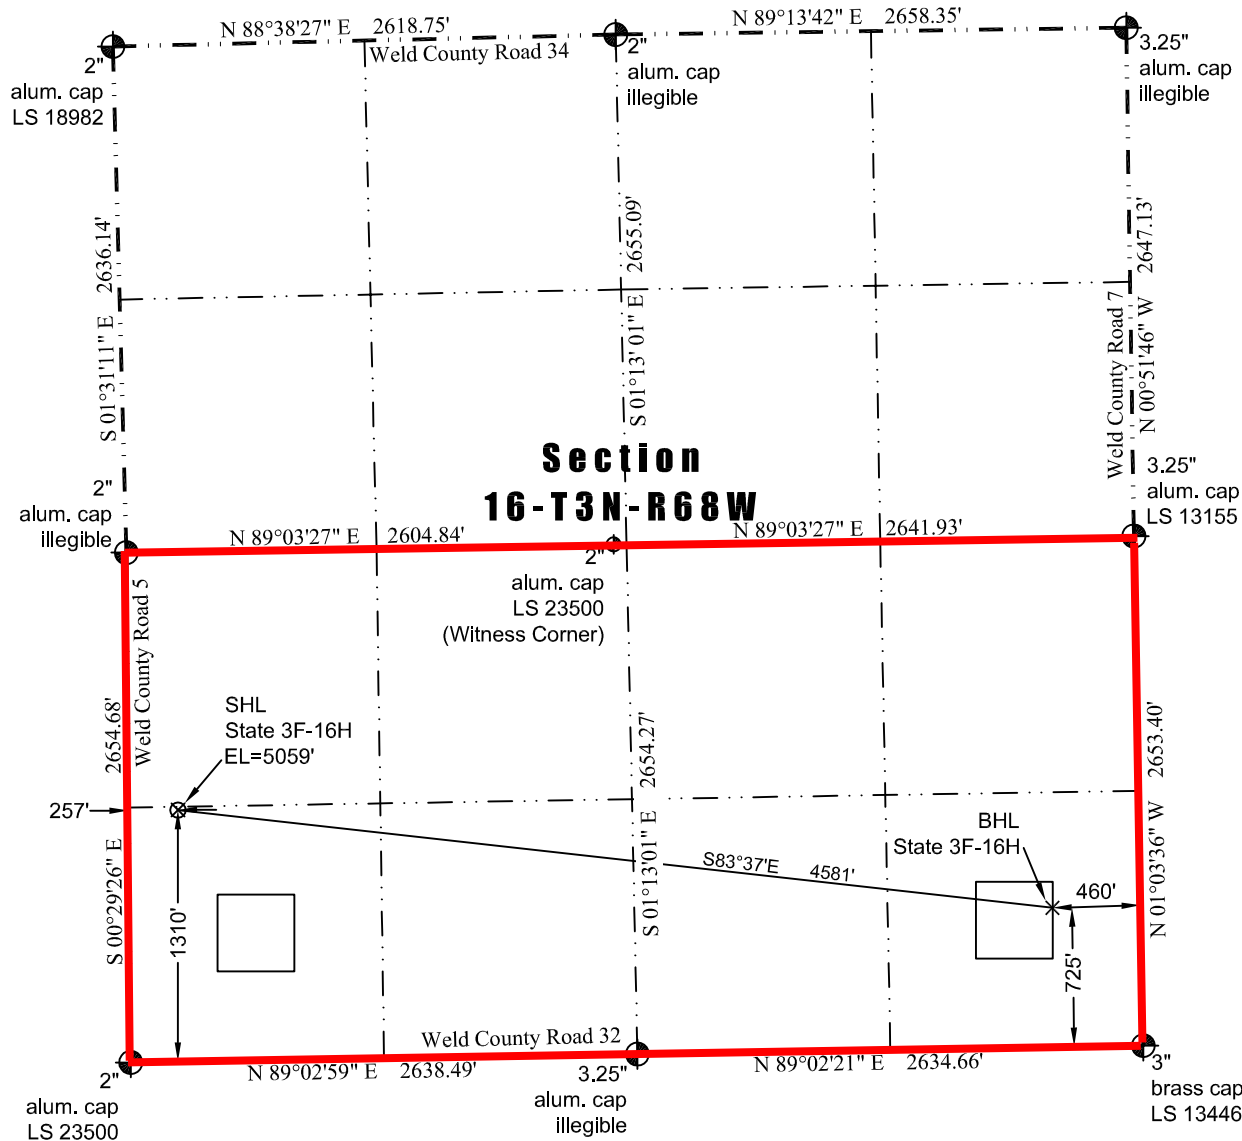 N 88°38'27" E 2618.75'
N 89°13'42" E 2658.35'
Weld County Road 34
2"
alum. cap
LS 18982
2"
alum. cap
illegible
3.25"
alum. cap
illegible
2636.14'
S 01°31'11" E
2655.09'
S 01°13' 01" E
2647.13'
N 00°51'46" W
Weld County Road 7
Section
16-T3N-R68W
2"
alum. cap
illegible
3.25"
alum. cap
LS 13155
N 89°03'27" E 2604.84'
N 89°03'27" E 2641.93'
2"
alum. cap
LS 23500
(Witness Corner)
Weld County Road 5
2654.68'
S 00°29'26" E
SHL
State 3F-16H
EL=5059'
257'
2654.27'
S 01°13'01" E
2653.40'
N 01°03'36" W
BHL
State 3F-16H
S83°37'E 4581'
460'
1310'
725'
Weld County Road 32
N 89°02'59" E 2638.49'
N 89°02'21" E 2634.66'
2"
alum. cap
LS 23500
3.25"
alum. cap
illegible
3"
brass cap
LS 13446